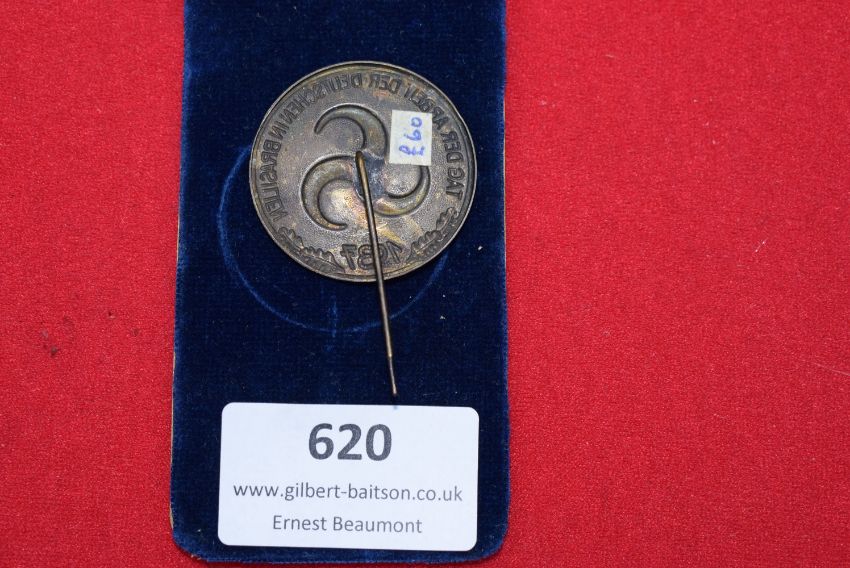 TAG DER ARBEIT DER DEUTSCHEN IN BRASILIEN
1937
£60
620
www.gilbert-baitson.co.uk
Ernest Beaumont